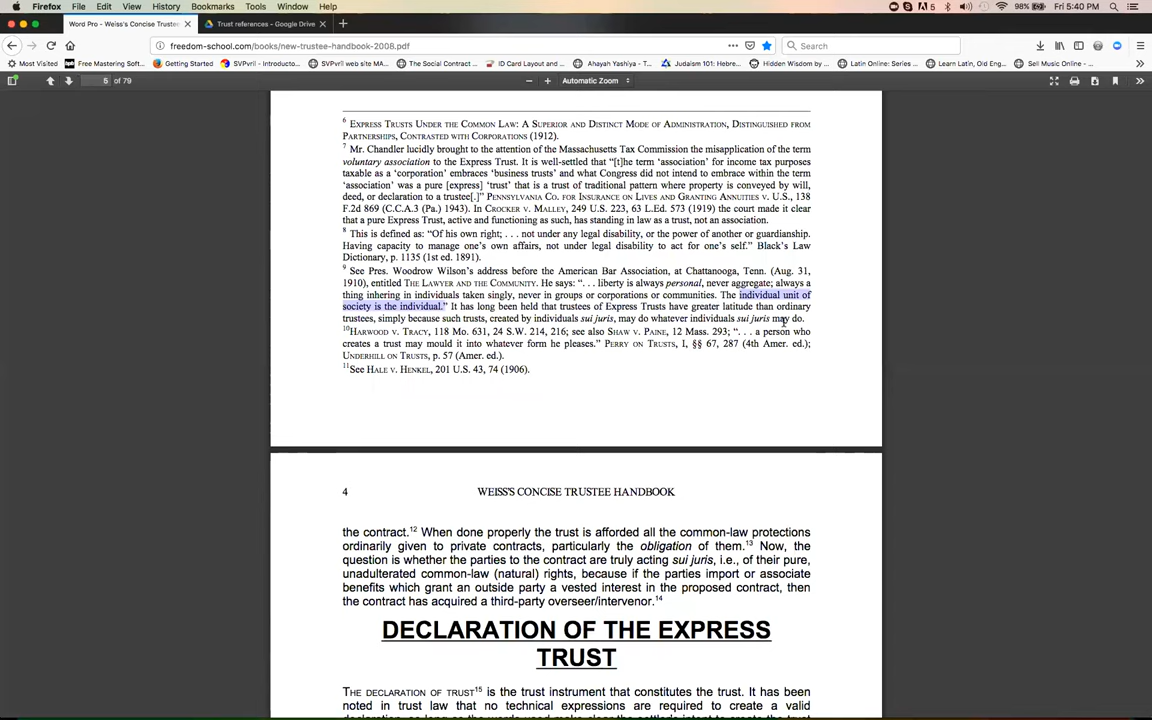 Firefox File Edit View History Bookmarks Tools Window Help 5 98% Fri 5:40 PM
Word Pro - Weiss's Concise Trustee Trust references - Google Drive
freedom-school.com/books/new-trustee-handbook-2008.pdf Search
Most Visited Free Mastering Soft... Getting Started SVPvril - Introducto... SVPvril web site MA... The Social Contract ID Card Layout and ... Ahayah Yashiya - T... Judaism 101: Hebre... Hidden Wisdom by ... Latin Online: Series ... Learn Latin, Old Eng... Sell Music Online - ...
5 of 79 Automatic Zoom
6 EXPRESS TRUSTS UNDER THE COMMON LAW: A SUPERIOR AND DISTINCT MODE OF ADMINISTRATION, DISTINGUISHED FROM
PARTNERSHIPS, CONTRASTED WITH CORPORATIONS (1912).
7 Mr. Chandler lucidly brought to the attention of the Massachusetts Tax Commission the misapplication of the term
voluntary association to the Express Trust. It is well-settled that “[t]he term ‘association’ for income tax purposes
taxable as a ‘corporation’ embraces ‘business trusts’ and what Congress did not intend to embrace within the term
‘association’ was a pure [express] ‘trust’ that is a trust of traditional pattern where property is conveyed by will,
deed, or declaration to a trustee[.]” PENNSYLVANIA CO. FOR INSURANCE ON LIVES AND GRANTING ANNUITIES V. U.S., 138
F.2d 869 (C.C.A.3 (Pa.) 1943). In CROCKER V. MALLEY, 249 U.S. 223, 63 L.Ed. 573 (1919) the court made it clear
that a pure Express Trust, active and functioning as such, has standing in law as a trust, not an association.
8 This is defined as: “Of his own right; . . . not under any legal disability, or the power of another or guardianship.
Having capacity to manage one’s own affairs, not under legal disability to act for one’s self.” Black’s Law
Dictionary, p. 1135 (1st ed. 1891).
9 See Pres. Woodrow Wilson’s address before the American Bar Association, at Chattanooga, Tenn. (Aug. 31,
1910), entitled THE LAWYER AND THE COMMUNITY. He says: “. . . liberty is always personal, never aggregate; always a
thing inhering in individuals taken singly, never in groups or corporations or communities. The individual unit of
society is the individual.” It has long been held that trustees of Express Trusts have greater latitude than ordinary
trustees, simply because such trusts, created by individuals sui juris, may do whatever individuals sui juris may do.
10 HARWOOD V. TRACY, 118 Mo. 631, 24 S.W. 214, 216; see also SHAW V. PAINE, 12 Mass. 293; “. . . a person who
creates a trust may mould it into whatever form he pleases.” PERRY ON TRUSTS, I, §§ 67, 287 (4th Amer. ed.);
UNDERHILL ON TRUSTS, p. 57 (Amer. ed.).
11 See HALE V. HENKEL, 201 U.S. 43, 74 (1906).
4 WEISS'S CONCISE TRUSTEE HANDBOOK
the contract.12 When done properly the trust is afforded all the common-law protections
ordinarily given to private contracts, particularly the obligation of them.13 Now, the
question is whether the parties to the contract are truly acting sui juris, i.e., of their pure,
unadulterated common-law (natural) rights, because if the parties import or associate
benefits which grant an outside party a vested interest in the proposed contract, then
the contract has acquired a third-party overseer/intervenor.14
DECLARATION OF THE EXPRESS
TRUST
THE DECLARATION OF TRUST15 is the trust instrument that constitutes the trust. It has been
noted in trust law that no technical expressions are required to create a valid